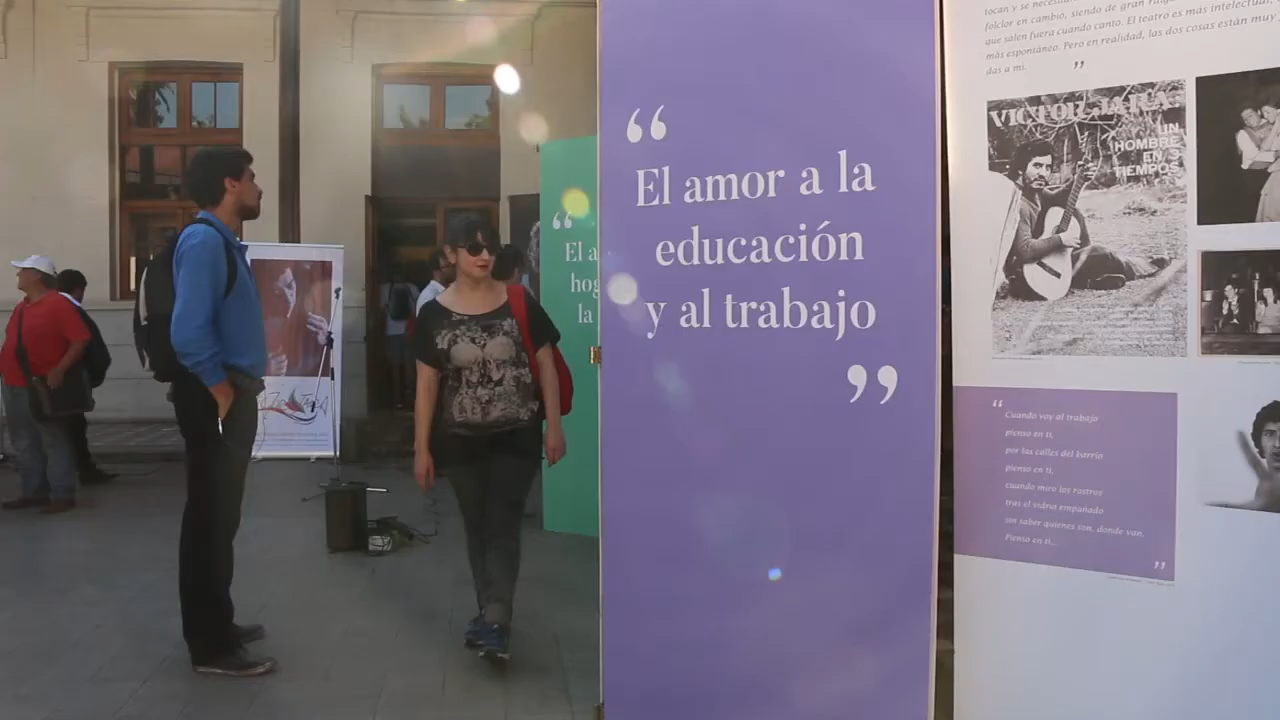 “
El a
hog
la
“
El amor a la
educación
y al trabajo
”
tocan y se necesitan
folclor en cambio, siendo de gran
que salen fuera cuando canto. El teatro es más intelectual,
más espontáneo. Pero en realidad, las dos cosas están muy
das a mi.
”
VICTOR JARA
UN
HOMBRE
EN 3
TIEMPOS
“
Cuando voy al trabajo
pienso en ti,
por las calles del barrio
pienso en ti,
cuando miro los rostros
tras el vidrio empañado
sin saber quienes son, donde van.
Pienso en ti...
”